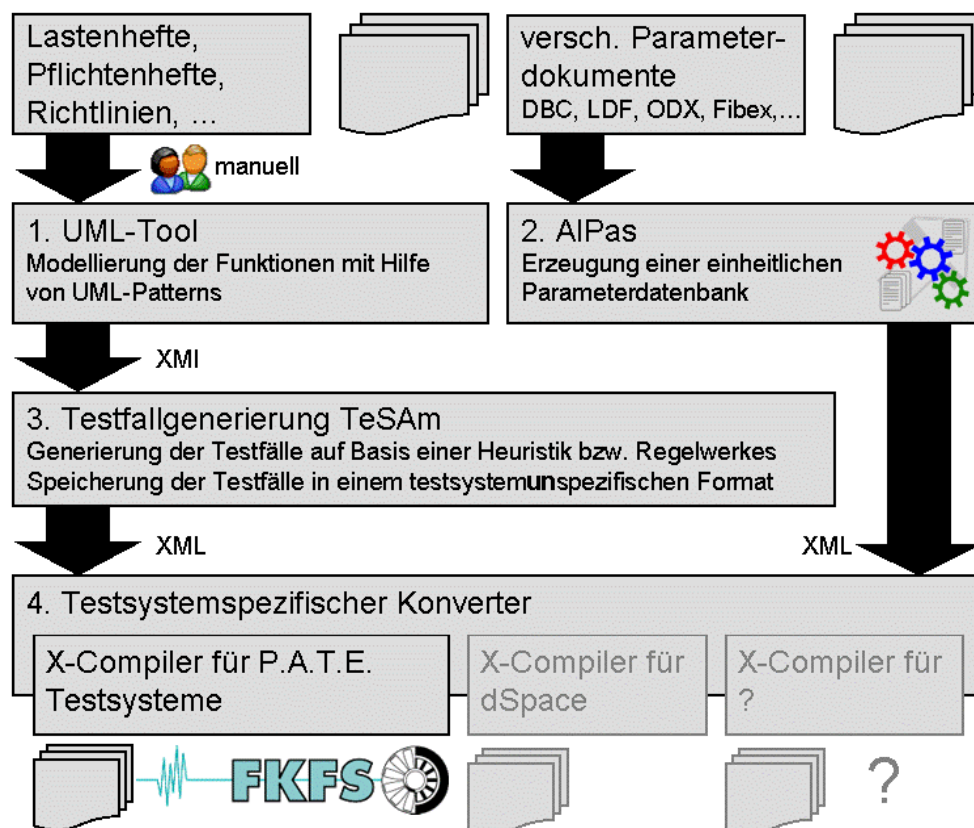 Lastenhefte,
Pflichtenhefte,
Richtlinien, ...
versch. Parameter-
dokumente
DBC, LDF, ODX, Fibex,...
manuell
1. UML-Tool
Modellierung der Funktionen mit Hilfe
von UML-Patterns
2. AIPas
Erzeugung einer einheitlichen
Parameterdatenbank
XMI
3. Testfallgenerierung TeSAm
Generierung der Testfälle auf Basis einer Heuristik bzw. Regelwerkes
Speicherung der Testfälle in einem testsystemunspezifischen Format
XML
XML
4. Testsystemspezifischer Konverter
X-Compiler für P.A.T.E.
Testsysteme
X-Compiler für
dSpace
X-Compiler für
?
FKFS
?